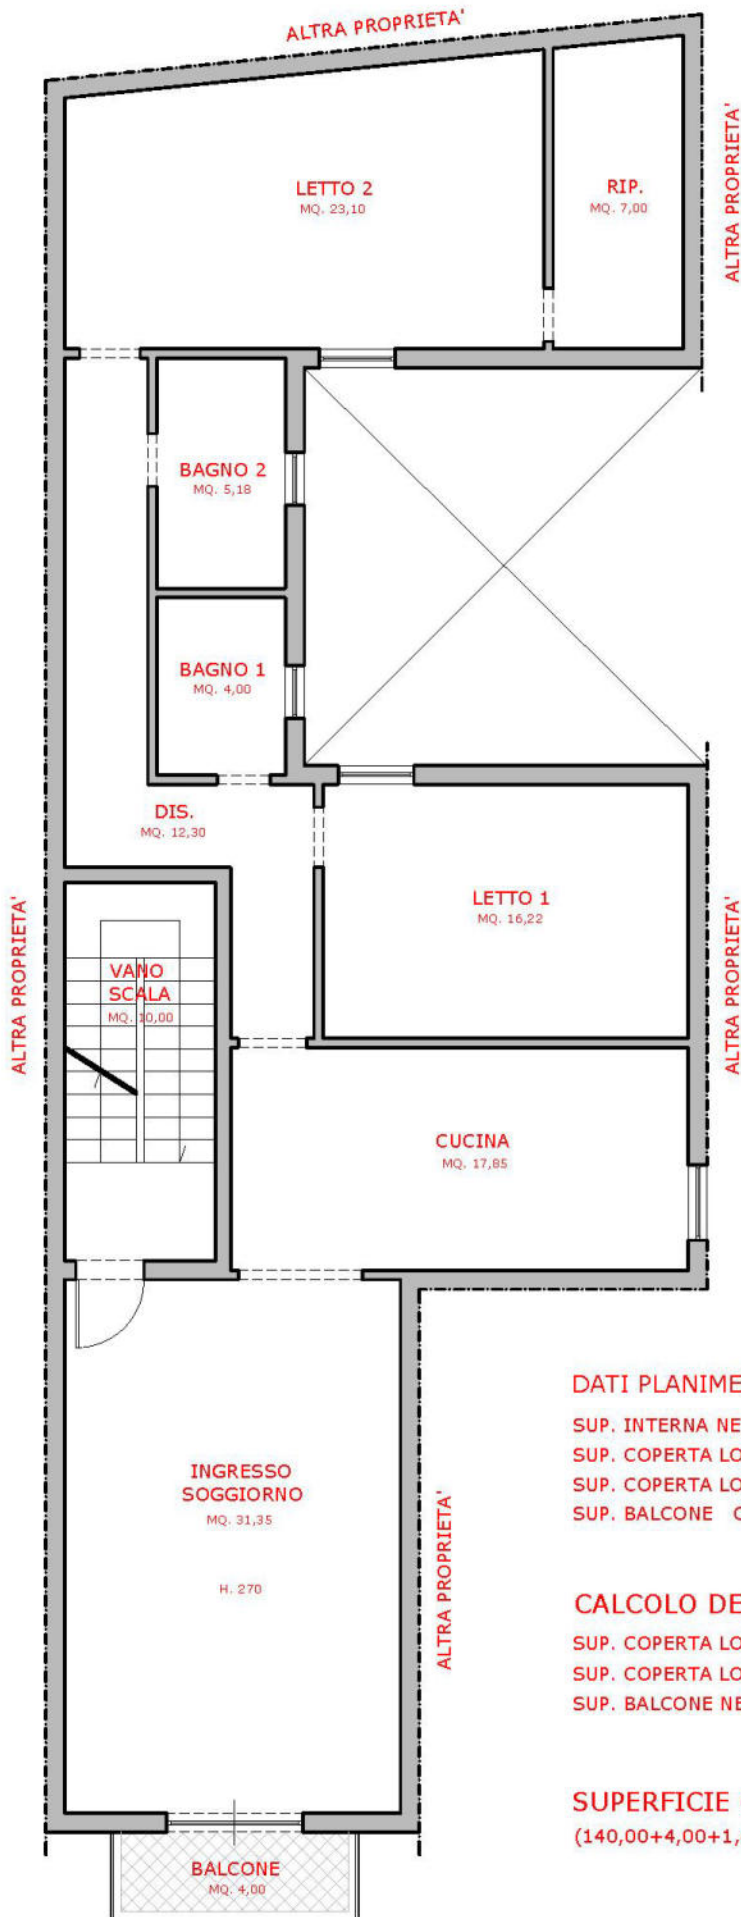 ALTRA PROPRIETA'
ALTRA PROPRIETA'
LETTO 2
MQ. 23,10
RIP.
MQ. 7,00
BAGNO 2
MQ. 5,18
BAGNO 1
MQ. 4,00
DIS.
MQ. 12,30
LETTO 1
MQ. 16,22
ALTRA PROPRIETA'
ALTRA PROPRIETA'
VANO
SCALA
MQ. 10,00
CUCINA
MQ. 17,85
INGRESSO
SOGGIORNO
MQ. 31,35
H. 270
ALTRA PROPRIETA'
BALCONE
MQ. 4,00
DATI PLANIME
SUP. INTERNA NE
SUP. COPERTA LO
SUP. COPERTA LO
SUP. BALCONE C
CALCOLO DE
SUP. COPERTA LO
SUP. COPERTA LO
SUP. BALCONE NE
SUPERFICIE
(140,00+4,00+1,